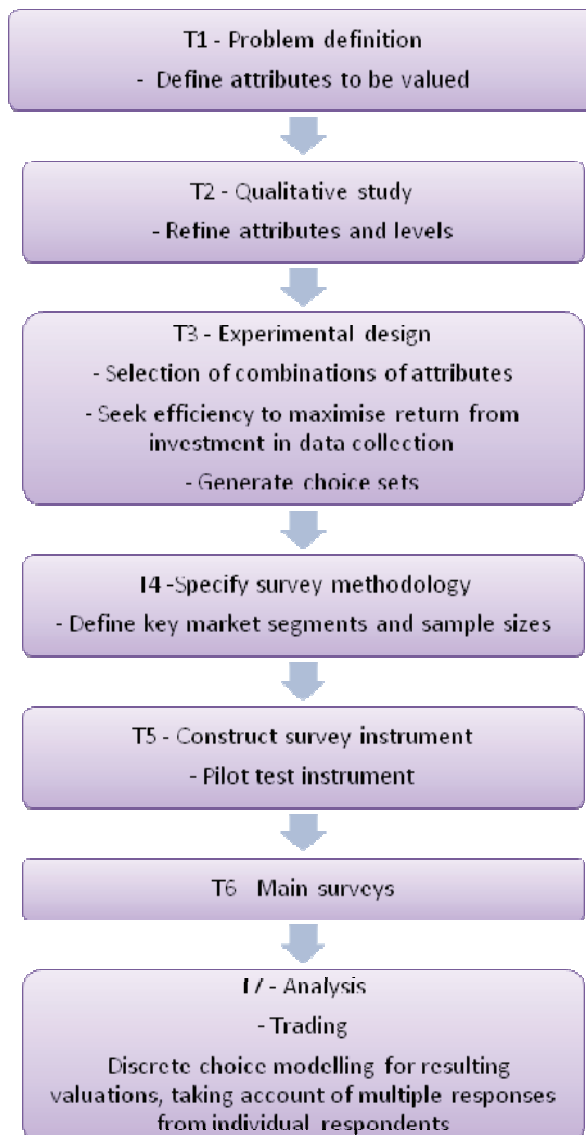 T1 - Problem definition
- Define attributes to be valued
T2 - Qualitative study
- Refine attributes and levels
T3 - Experimental design
- Selection of combinations of attributes
- Seek efficiency to maximise return from
investment in data collection
- Generate choice sets
T4 -Specify survey methodology
- Define key market segments and sample sizes
T5 - Construct survey instrument
- Pilot test instrument
T6 Main surveys
T7 - Analysis
- Trading
Discrete choice modelling for resulting
valuations, taking account of multiple responses
from individual respondents